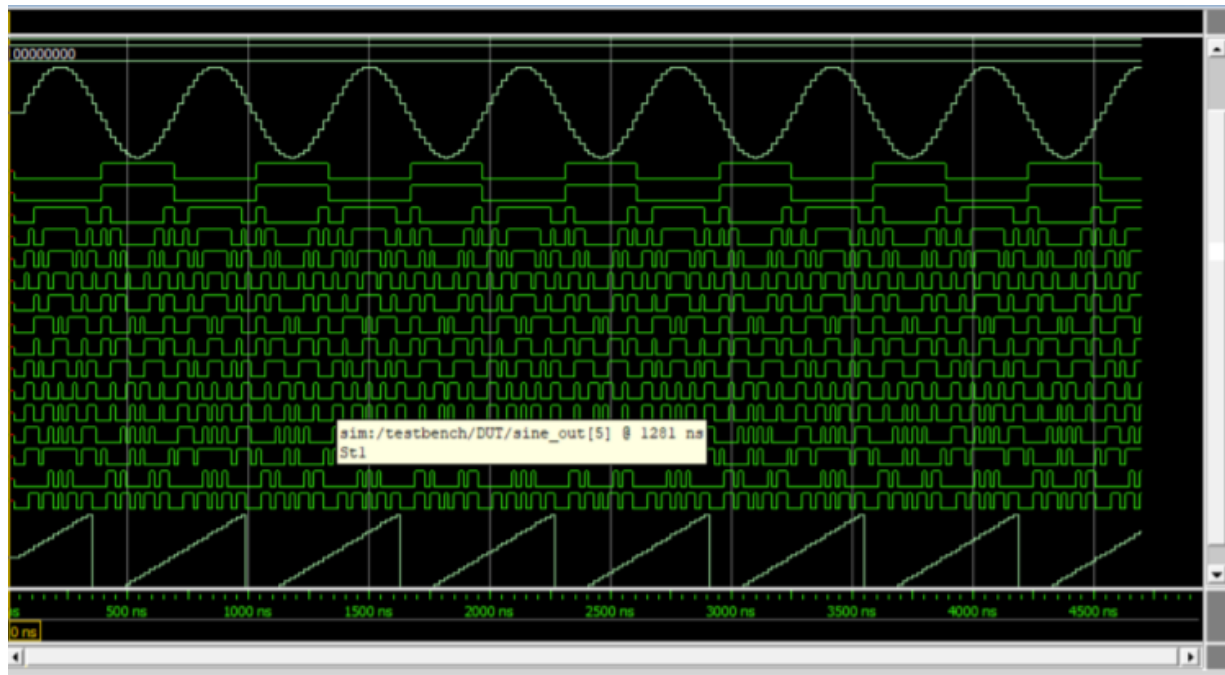 00000000
sim:/testbench/DUT/sine_out[5] @ 1281 ns
St1
500 ns 1000 ns 1500 ns 2000 ns 2500 ns 3000 ns 3500 ns 4000 ns 4500 ns
0 ns